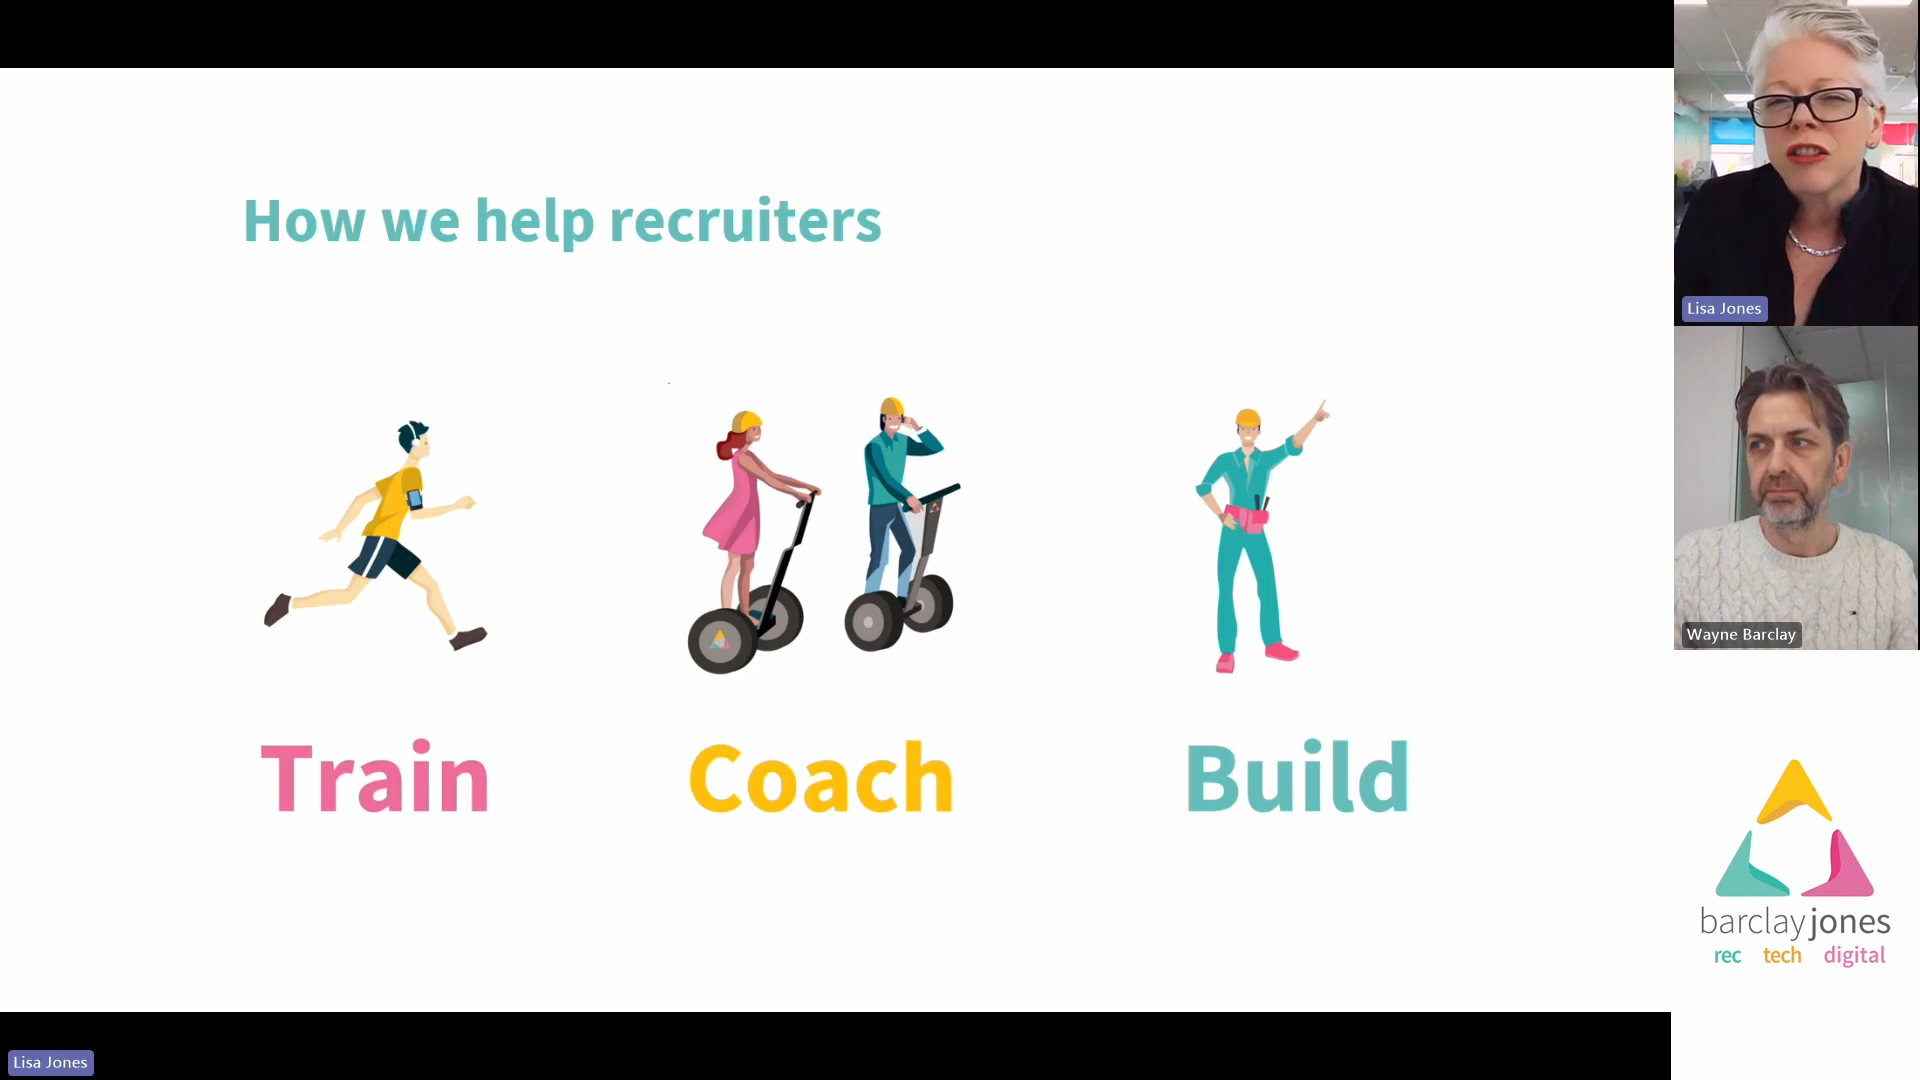 How we help recruiters
Train
Coach
Build
Lisa Jones
Wayne Barclay
barclayjones
rec tech digital
Lisa Jones